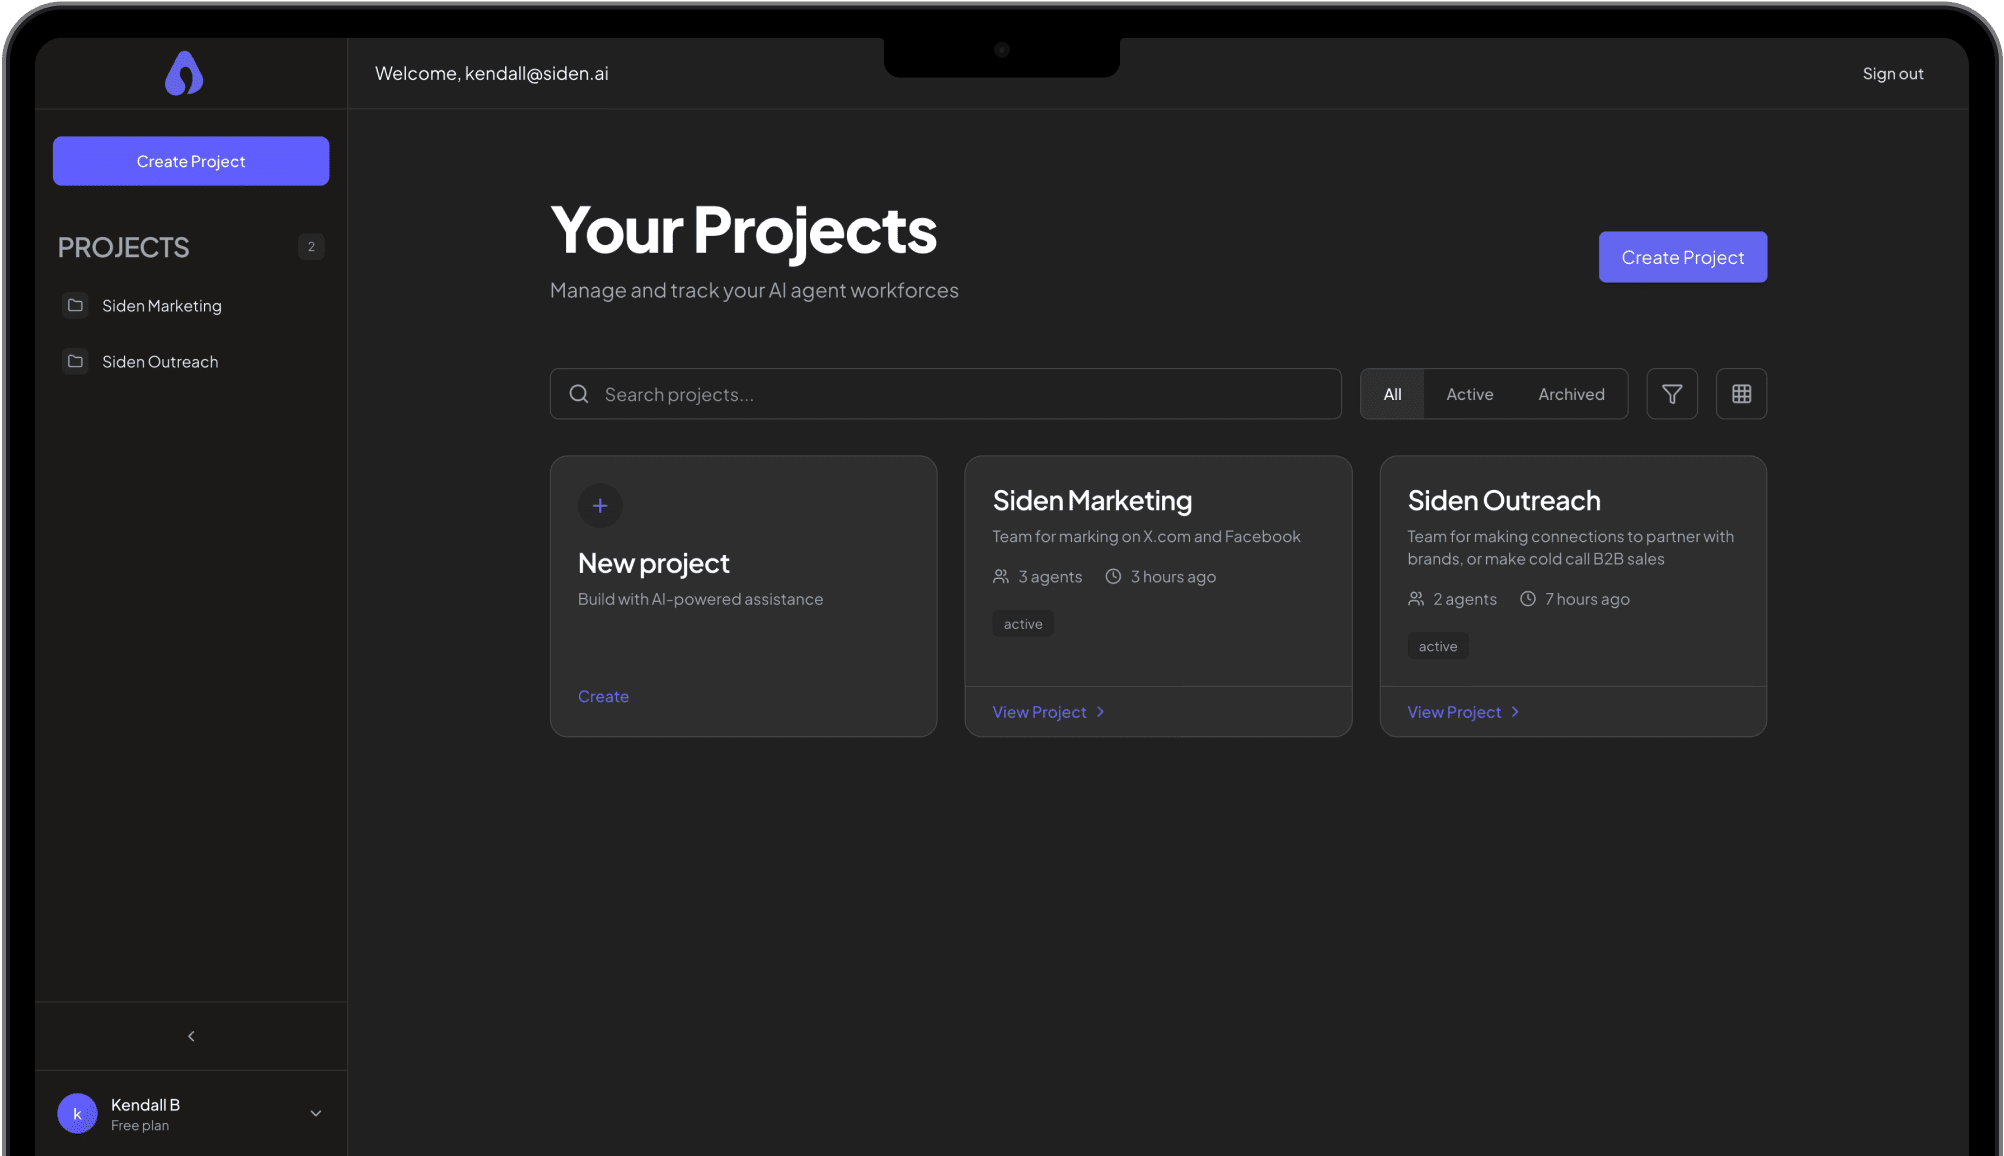 Welcome, kendall@siden.ai
Sign out
Create Project
PROJECTS
2
Siden Marketing
Siden Outreach
Your Projects
Manage and track your AI agent workforces
Create Project
Search projects...
All
Active
Archived
New project
Build with AI-powered assistance
Create
Siden Marketing
Team for marking on X.com and Facebook
3 agents
3 hours ago
active
View Project
Siden Outreach
Team for making connections to partner with
brands, or make cold call B2B sales
2 agents
7 hours ago
active
View Project
k
Kendall B
Free plan